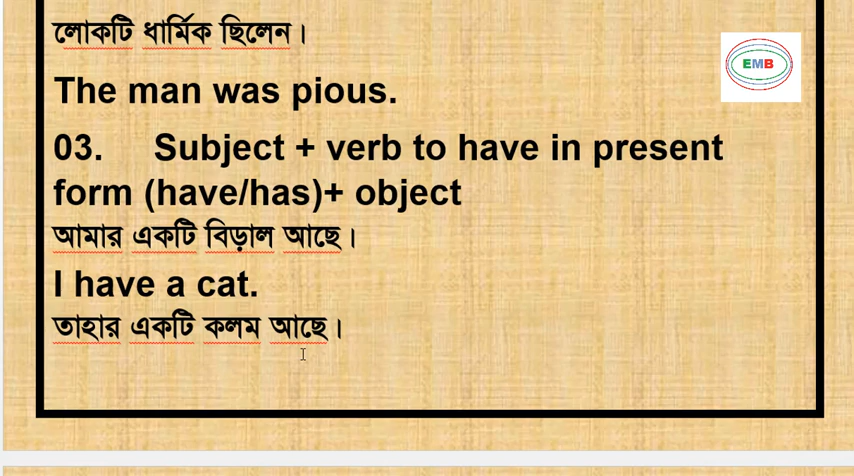 লোকটি ধার্মিক ছিলেন।
EMB
The man was pious.
03. Subject + verb to have in present
form (have/has)+ object
আমার একটি বিড়াল আছে।
I have a cat.
তাহার একটি কলম আছে।